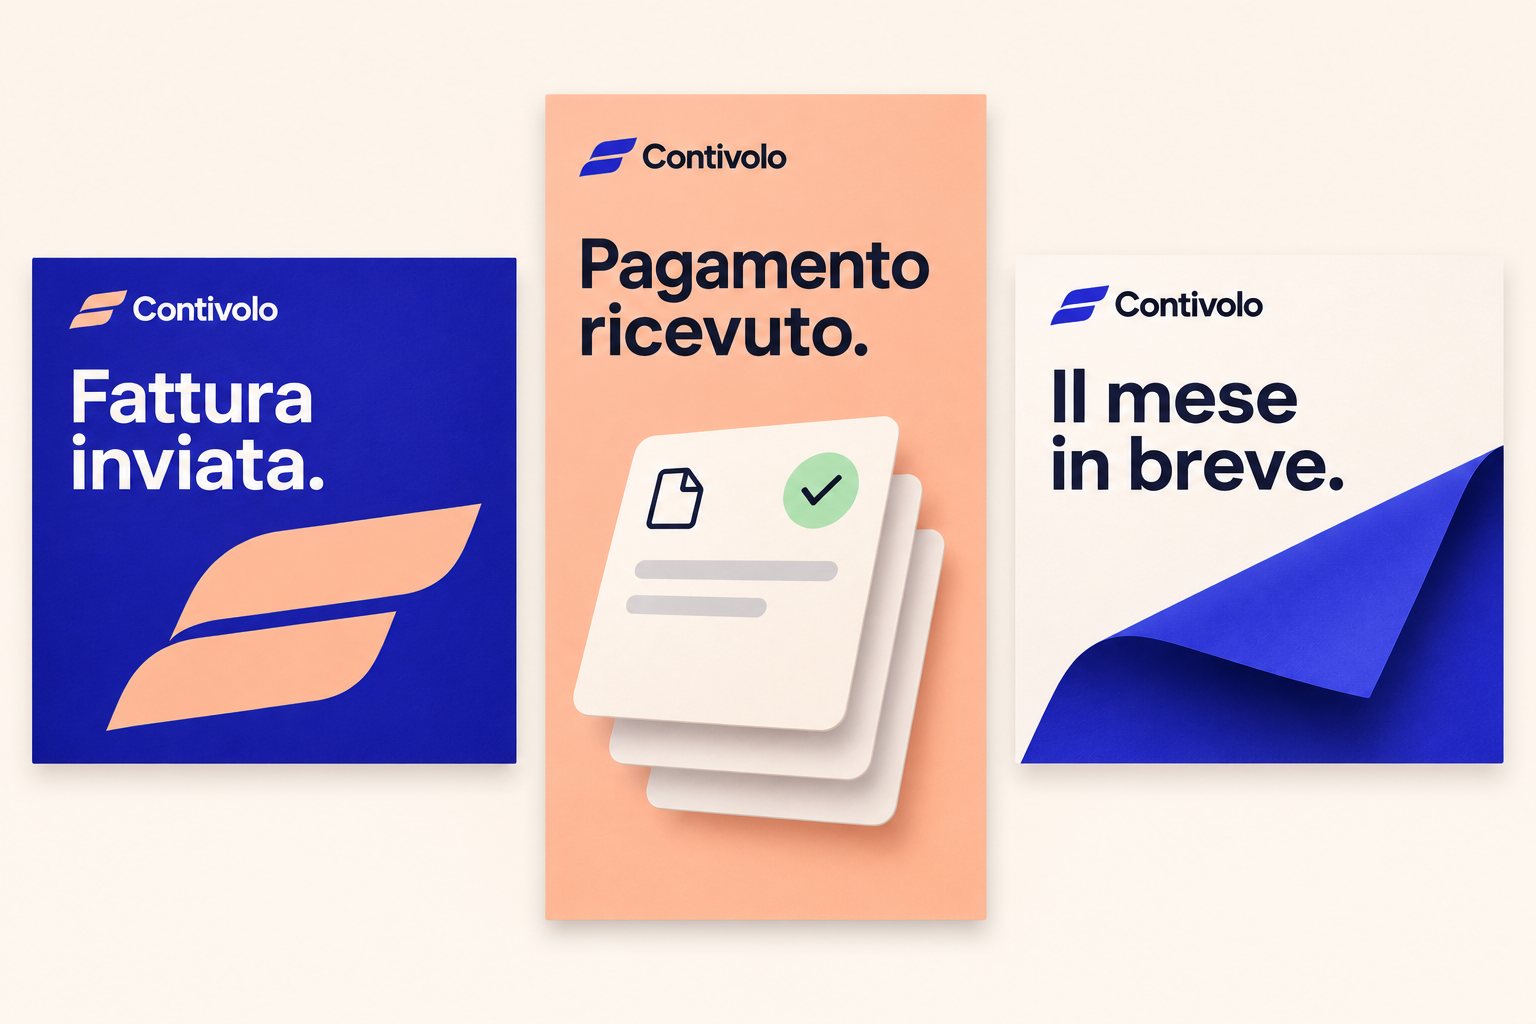 Contivolo
Fattura
inviata.
Contivolo
Pagamento
ricevuto.
Contivolo
Il mese
in breve.